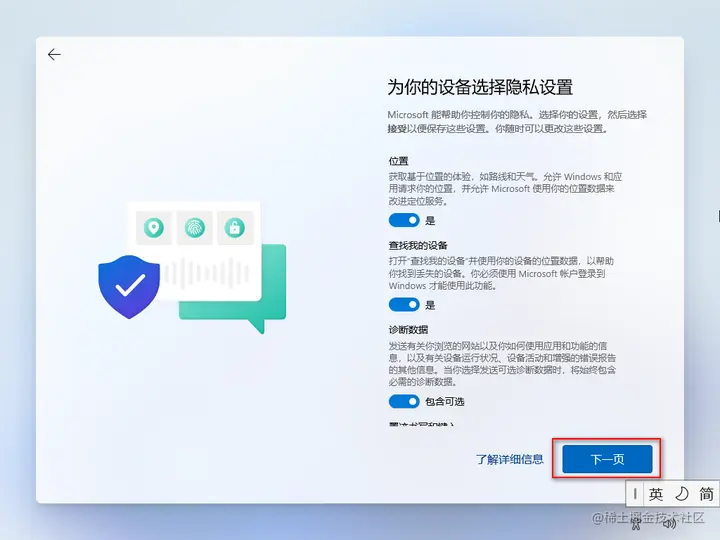 为你的设备选择隐私设置
Microsoft 能帮助你控制你的隐私。选择你的设置，然后选择
接受以便保存这些设置。你随时可以更改这些设置。
位置
获取基于位置的体验，如路线和天气。允许 Windows 和应
用请求你的位置，并允许 Microsoft 使用你的位置数据来
改进定位服务。
是
查找我的设备
打开“查找我的设备”并使用你的设备的位置数据，以帮助
你找到丢失的设备。你必须使用 Microsoft 帐户登录到
Windows 才能使用此功能。
是
诊断数据
发送有关你浏览的网站以及你如何使用应用和功能的信
息，以及有关设备运行状况、设备活动和增强的错误报告
的其他信息。当你选择发送可选诊断数据时，将始终包含
必需的诊断数据。
包含可选
了解详细信息
下一页
英 简
@稀土掘金技术社区